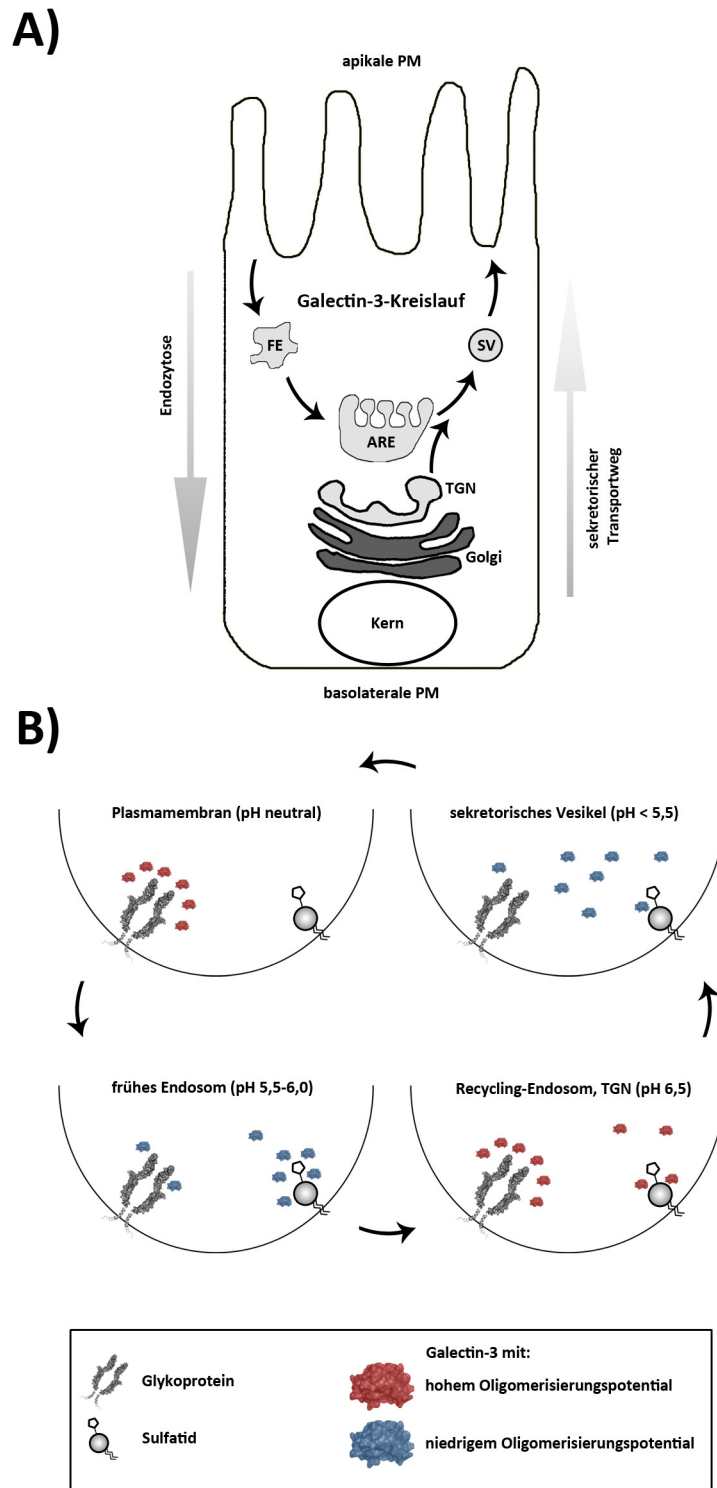 A)
apikale PM
Galectin-3-Kreislauf
FE
SV
Endozytose
ARE
TGN
sekretorischer
Transportweg
Golgi
Kern
basolaterale PM
B)
Plasmamembran (pH neutral)
sekretorisches Vesikel (pH < 5,5)
frühes Endosom (pH 5,5-6,0)
Recycling-Endosom, TGN (pH 6,5)
Galectin-3 mit:
Glykoprotein
hohem Oligomerisierungspotential
Sulfatid
niedrigem Oligomerisierungspotential